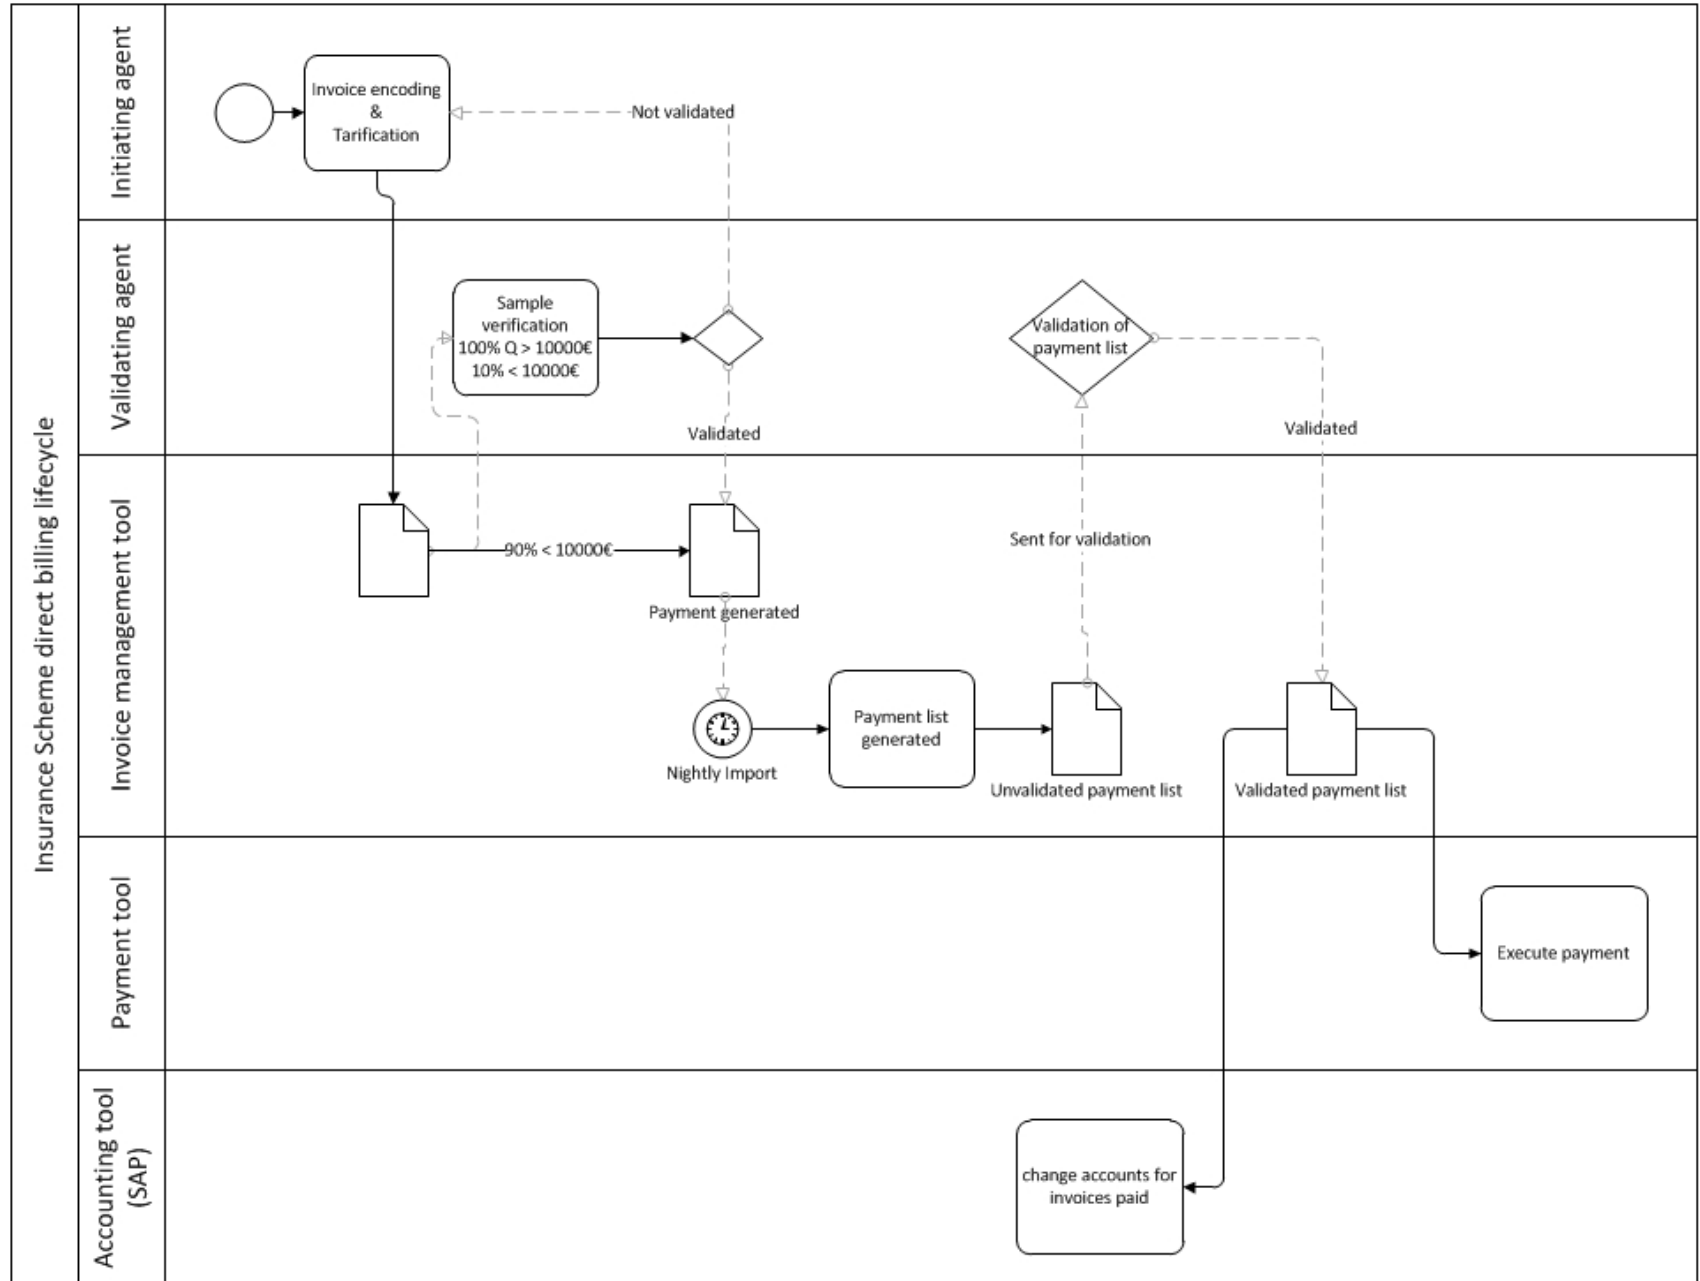 Insurance Scheme direct billing lifecycle
Initiating agent
Invoice encoding
&
Tarification
Not validated
Validating agent
Sample
verification
100% Q > 10000€
10% < 10000€
Validated
Validation of
payment list
Validated
Invoice management tool
90% < 10000€
Payment generated
Sent for validation
Nightly Import
Payment list
generated
Unvalidated payment list
Validated payment list
Payment tool
Execute payment
Accounting tool
(SAP)
change accounts for
invoices paid